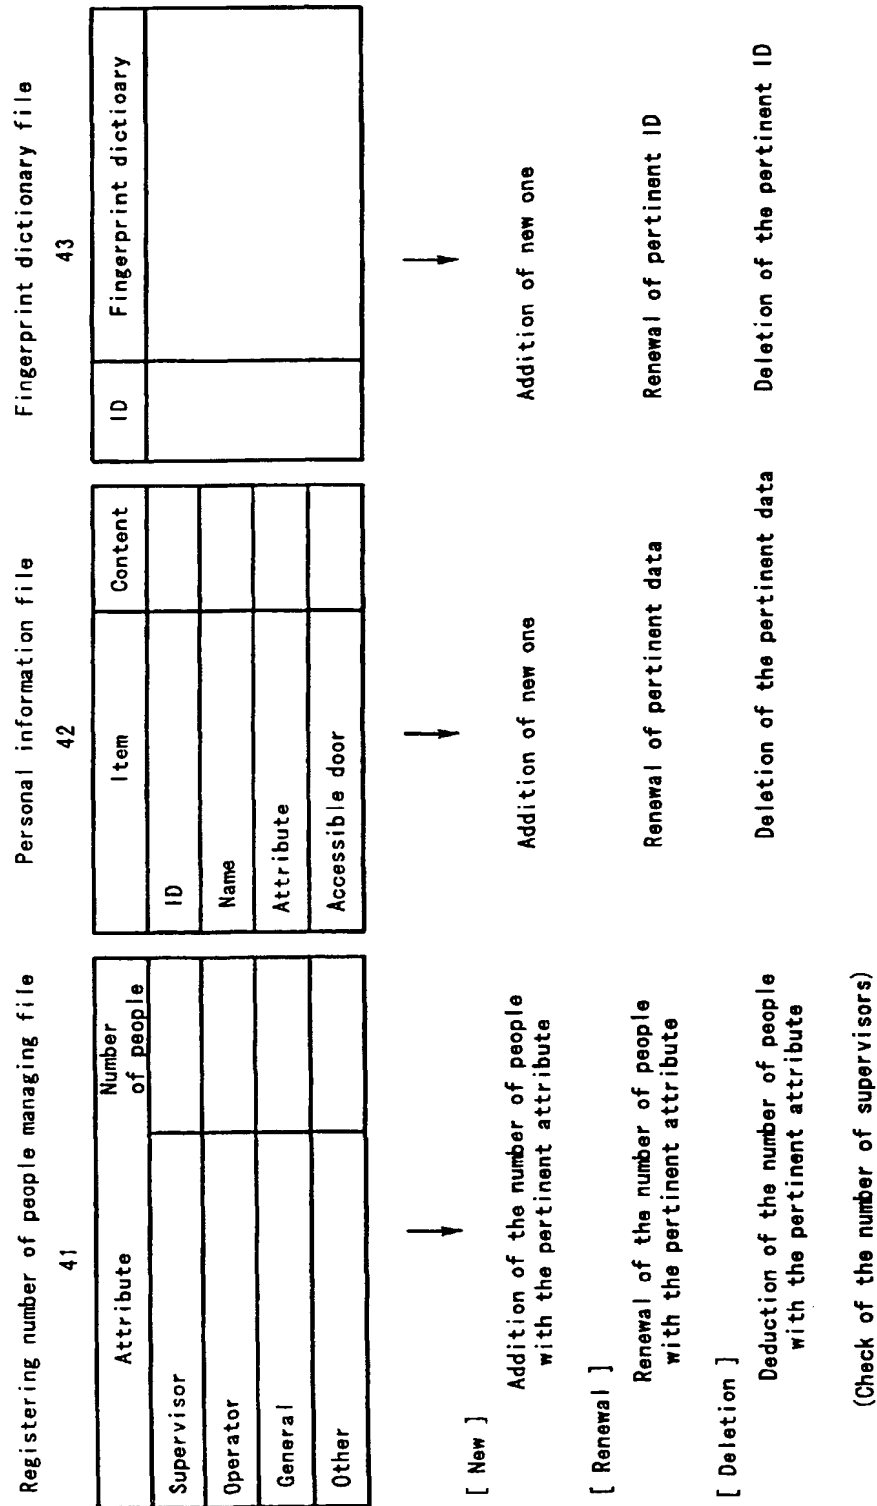 Registering number of people managing file
41
Attribute
Number
of people
Supervisor
Operator
General
Other
Personal information file
42
Item
Content
ID
Name
Attribute
Accessible door
Fingerprint dictionary file
43
ID
Fingerprint dictioary
[ New ]
Addition of the number of people
with the pertinent attribute
Addition of new one
Addition of new one
[ Renewal ]
Renewal of the number of people
with the pertinent attribute
Renewal of pertinent data
Renewal of pertinent ID
[ Deletion ]
Deduction of the number of people
with the pertinent attribute
Deletion of the pertinent data
Deletion of the pertinent ID
(Check of the number of supervisors)